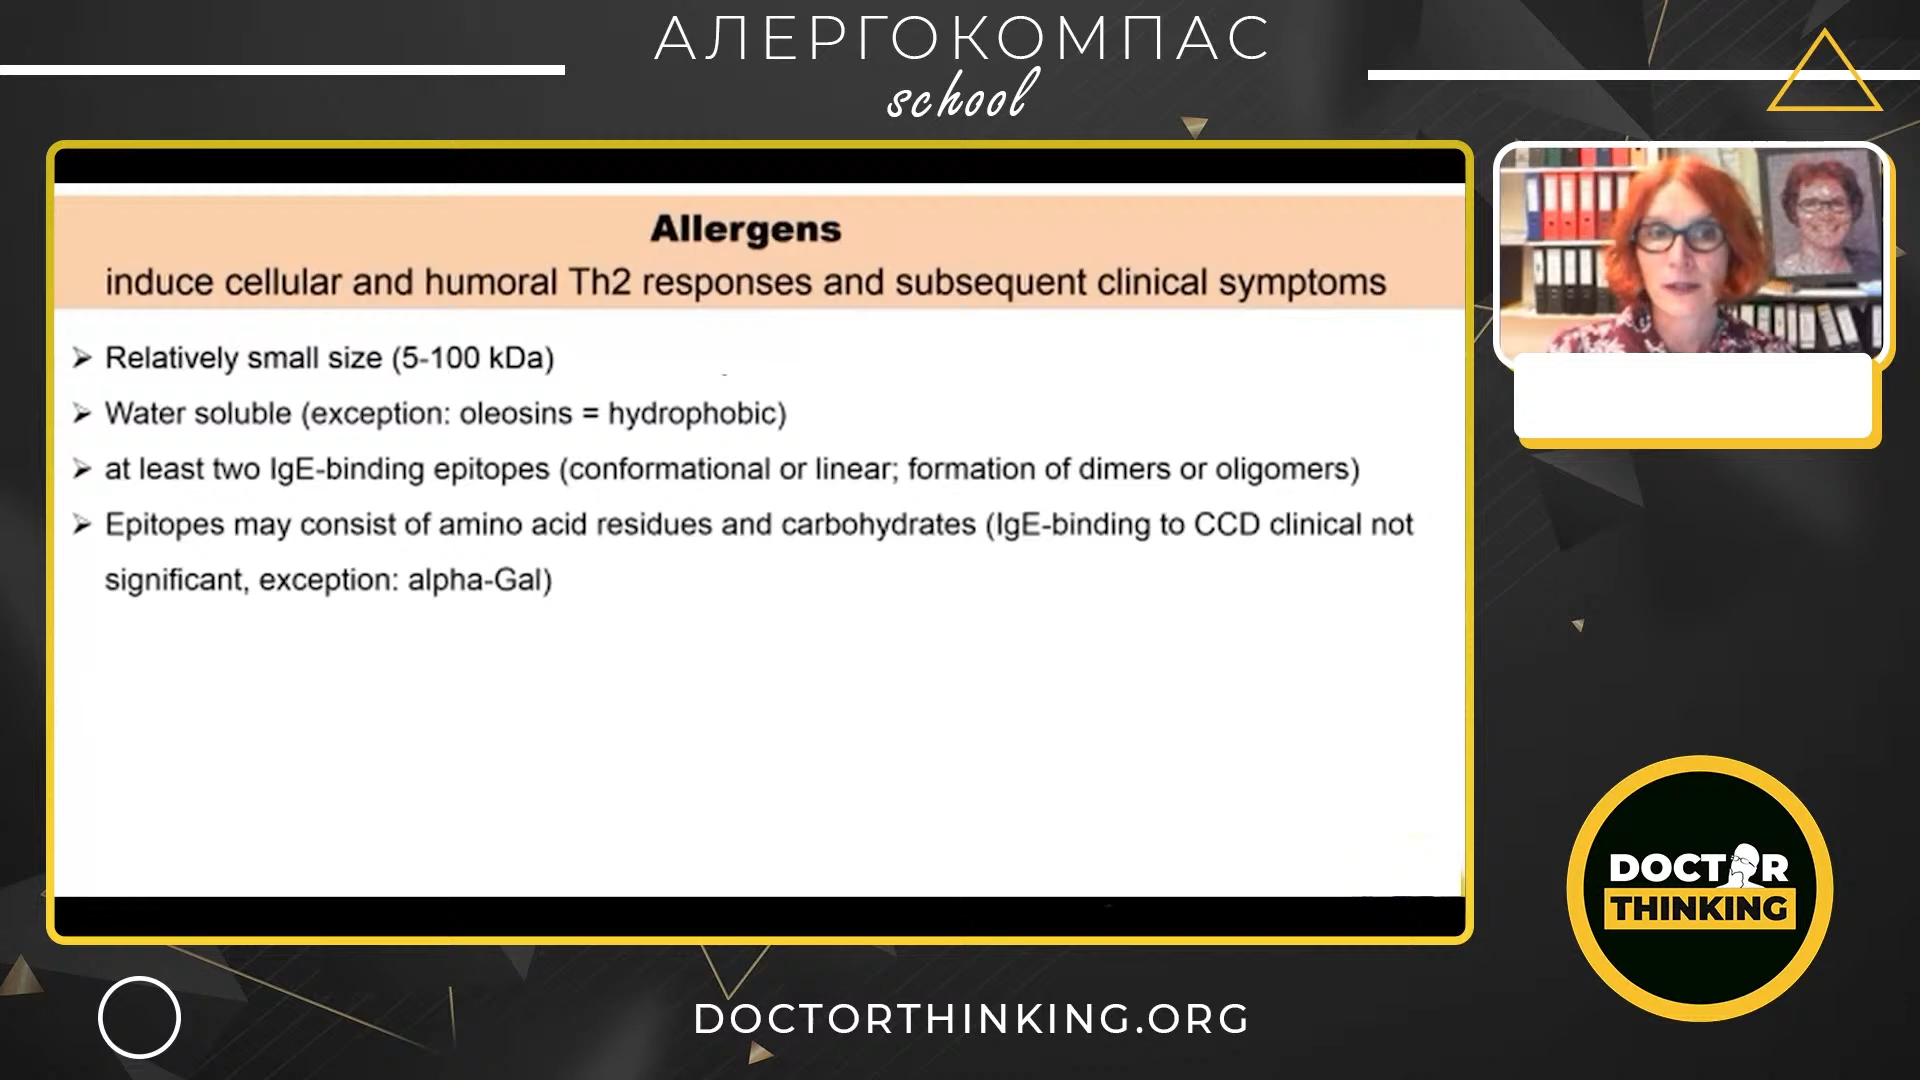 АЛЕРГОКОМПАС
school
Allergens
induce cellular and humoral Th2 responses and subsequent clinical symptoms
➢ Relatively small size (5-100 kDa)
➢ Water soluble (exception: oleosins = hydrophobic)
➢ at least two IgE-binding epitopes (conformational or linear; formation of dimers or oligomers)
➢ Epitopes may consist of amino acid residues and carbohydrates (IgE-binding to CCD clinical not
significant, exception: alpha-Gal)
DOCTOR
THINKING
DOCTORTHINKING.ORG